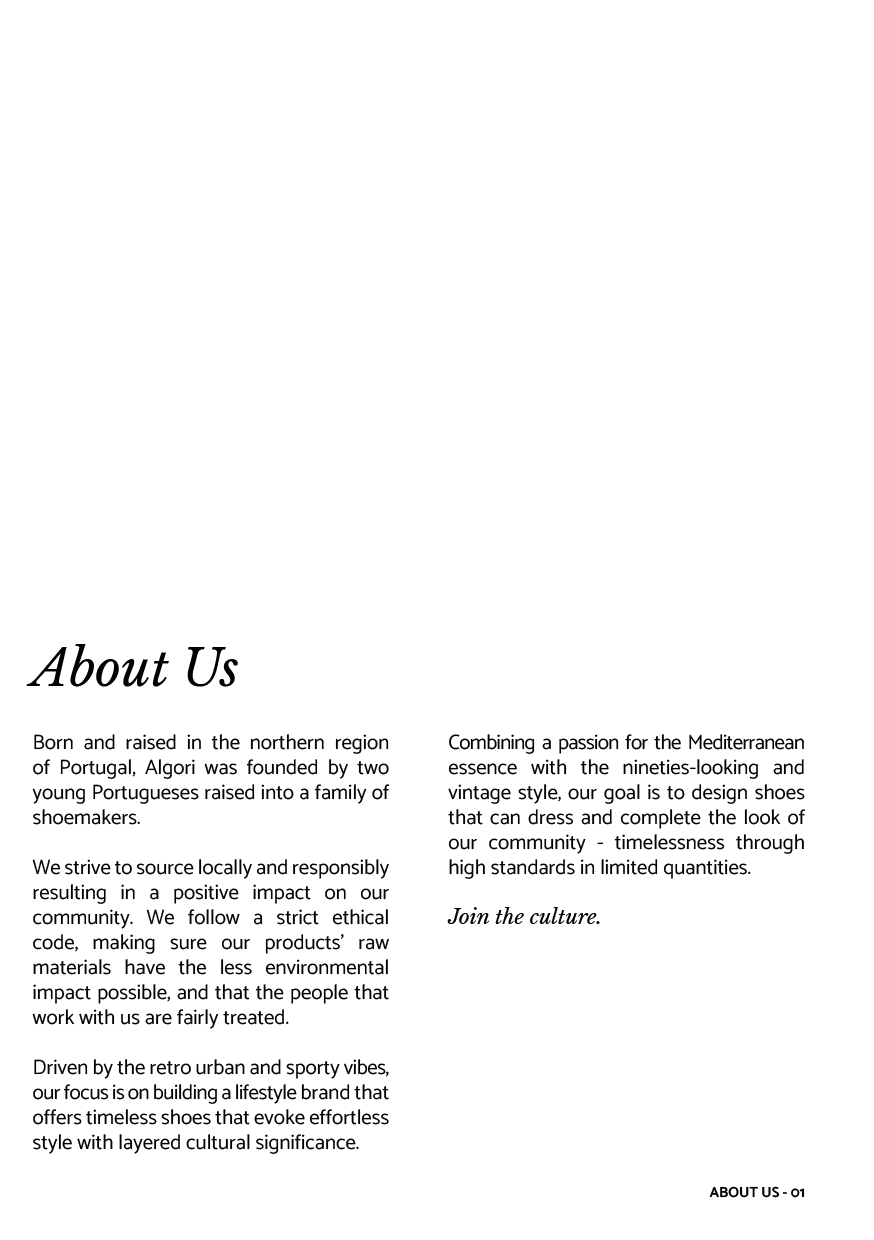 About Us
Born and raised in the northern region
of Portugal, Algori was founded by two
young Portugueses raised into a family of
shoemakers.
We strive to source locally and responsibly
resulting in a positive impact on our
community. We follow a strict ethical
code, making sure our products’ raw
materials have the less environmental
impact possible, and that the people that
work with us are fairly treated.
Driven by the retro urban and sporty vibes,
our focus is on building a lifestyle brand that
offers timeless shoes that evoke effortless
style with layered cultural significance.
Combining a passion for the Mediterranean
essence with the nineties-looking and
vintage style, our goal is to design shoes
that can dress and complete the look of
our community - timelessness through
high standards in limited quantities.
Join the culture.
ABOUT US - 01